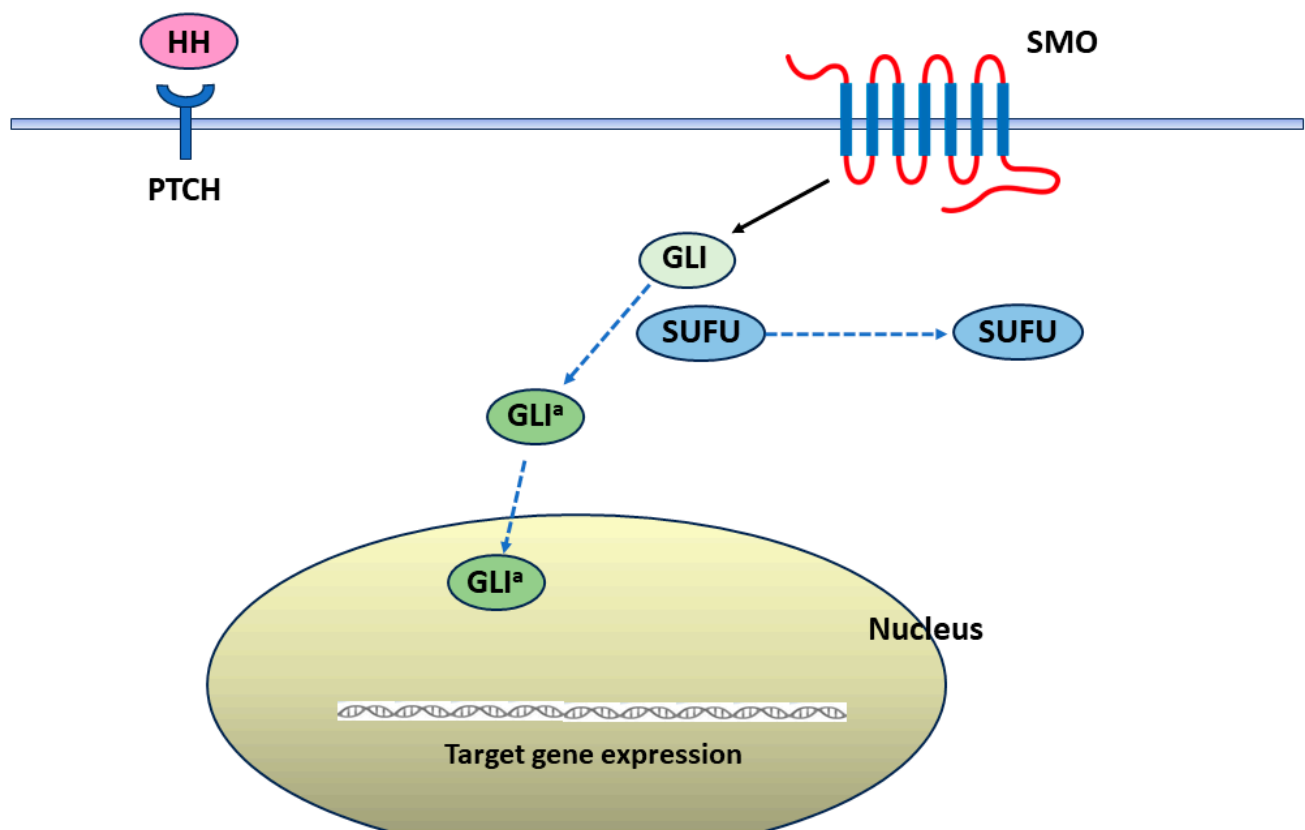 HH
SMO
PTCH
GLI
SUFU
SUFU
GLIᵃ
GLIᵃ
Nucleus
Target gene expression